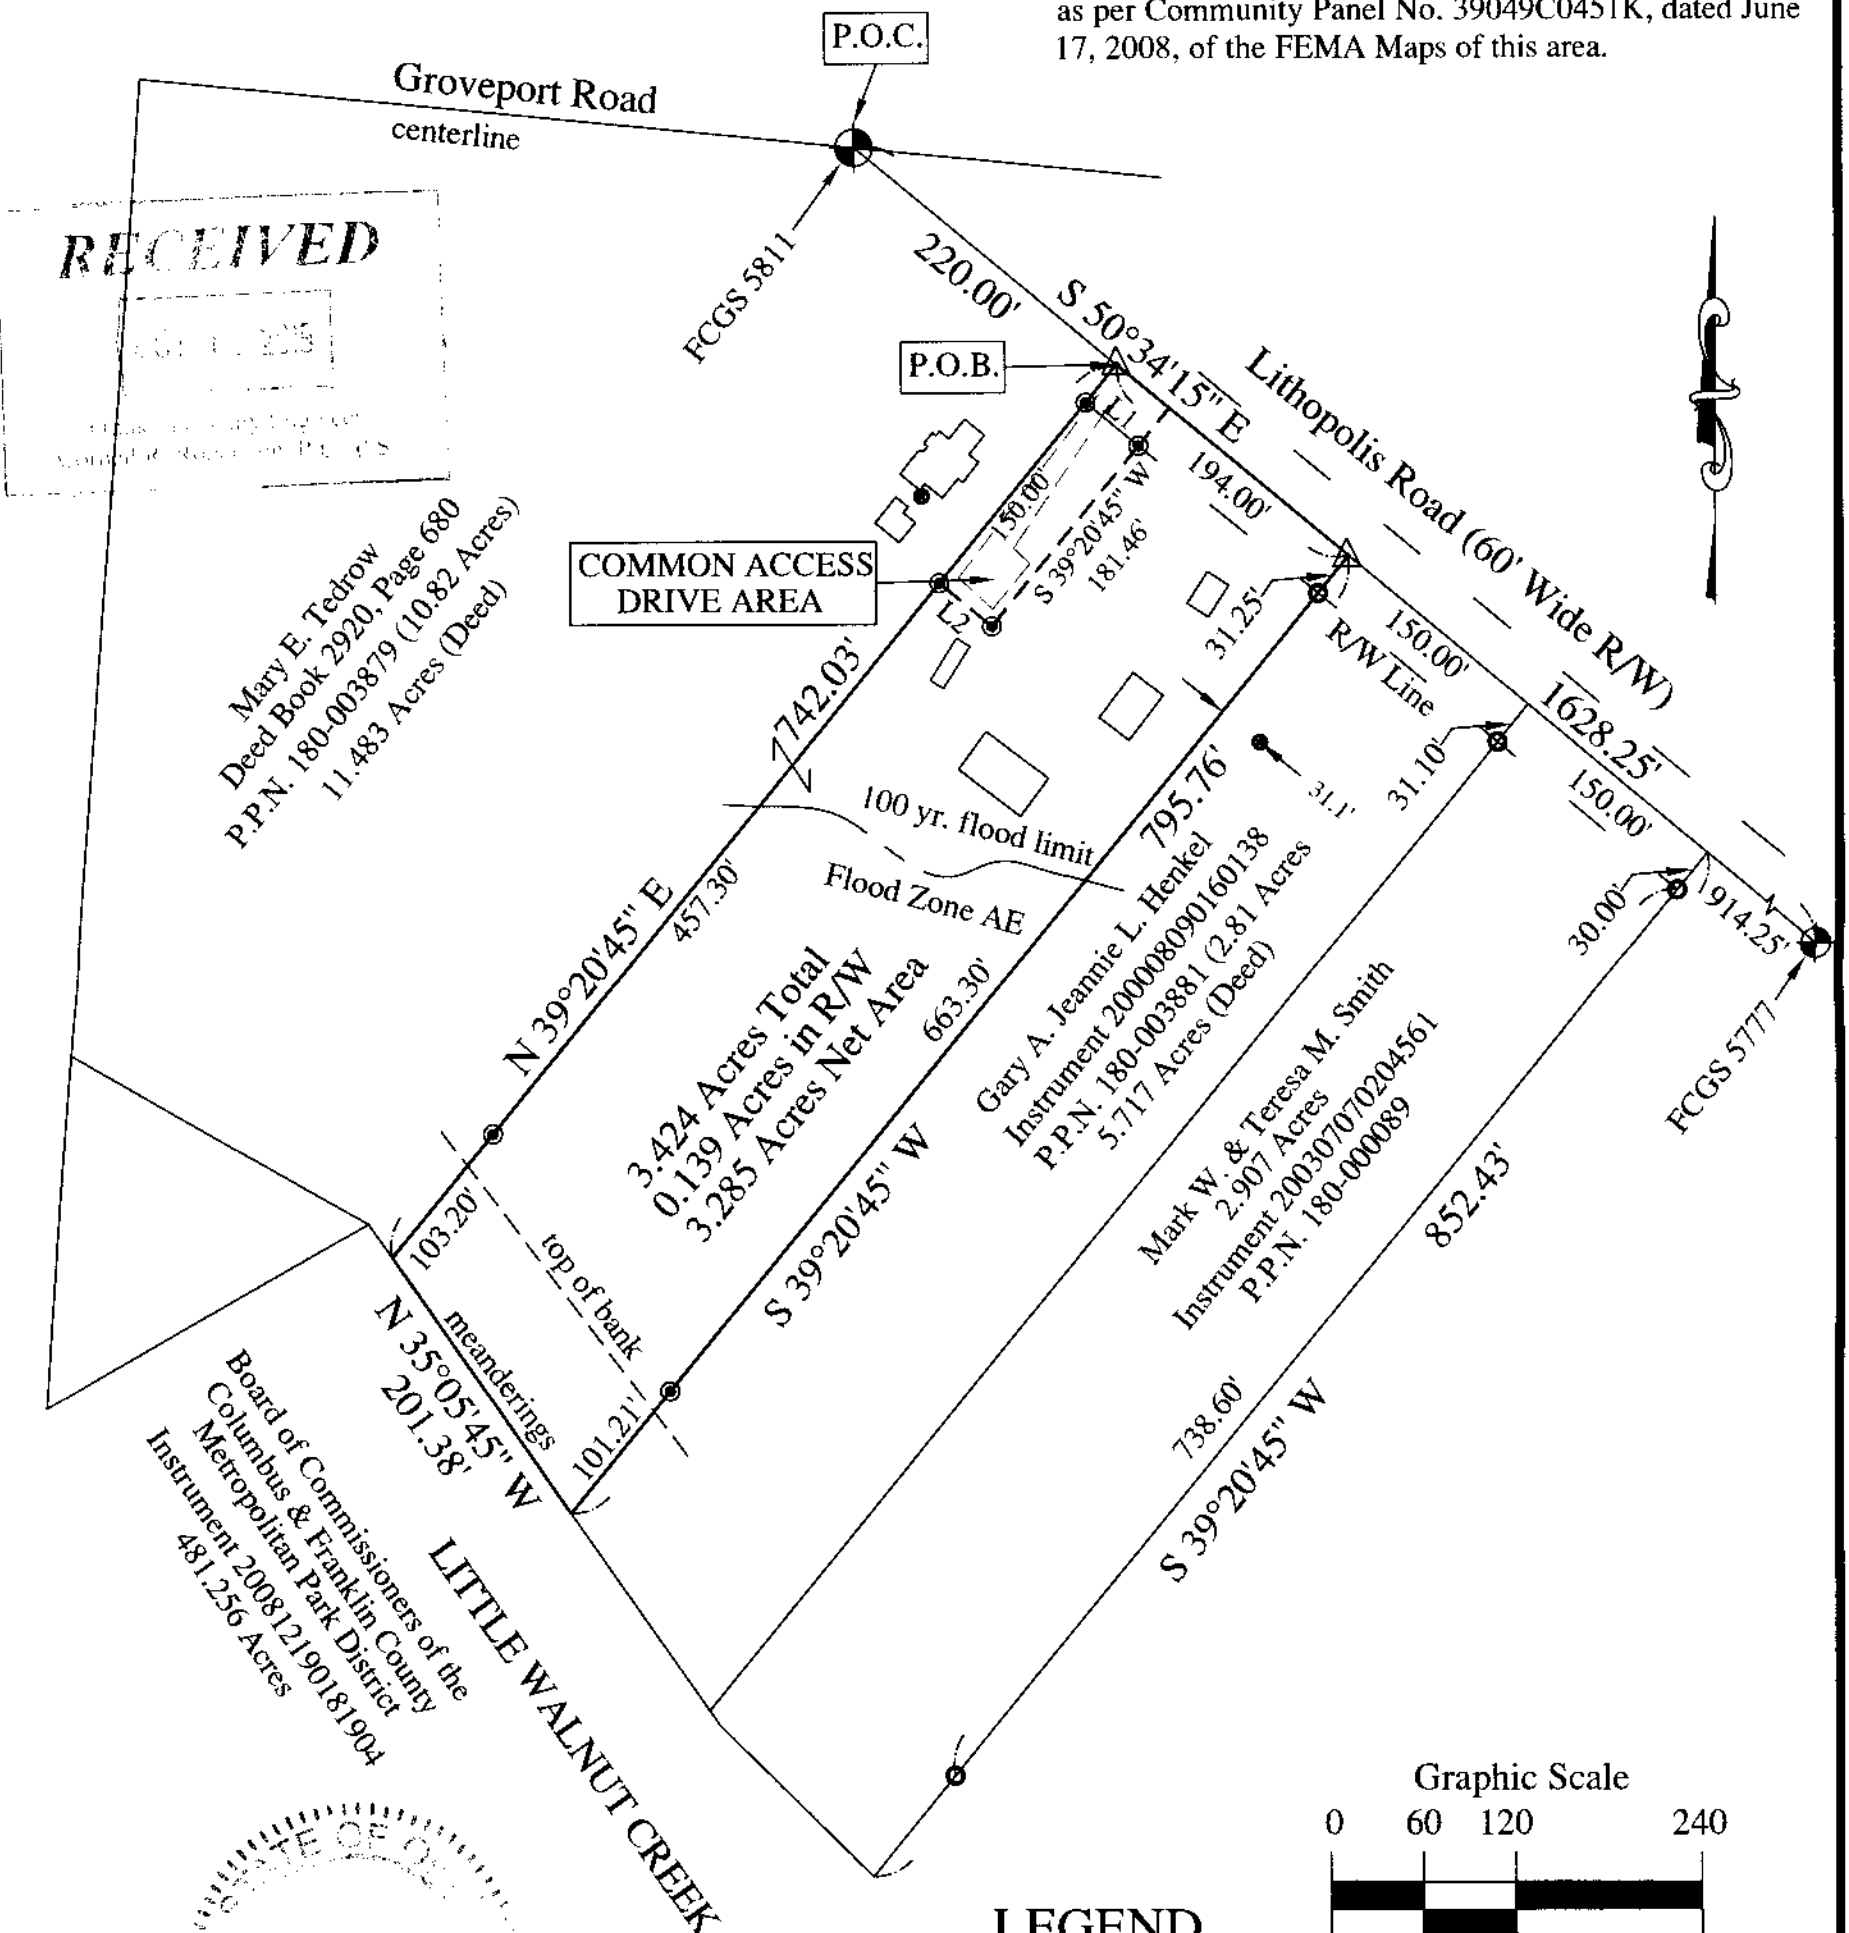 as per Community Panel No. 39049C0451K, dated June
17, 2008, of the FEMA Maps of this area.
P.O.C.
Groveport Road
centerline
RECEIVED
FCGS 5811
220.00'
S 50°34'15" E
P.O.B.
Lithopolis Road (60' Wide R/W)
L1
194.00'
150.00'
S 39°20'45" W
181.46'
COMMON ACCESS
DRIVE AREA
L2
31.25'
150.00'
R/W Line
1628.25'
Mary E. Tedrow
Deed Book 2920, Page 680
P.P.N. 180-003879 (10.82 Acres)
11.483 Acres (Deed)
742.03'
31.10'
150.00'
31.1'
795.76'
100 yr. flood limit
Flood Zone AE
30.00'
914.25'
N 39°20'45" E
457.30'
3.424 Acres Total
0.139 Acres in R/W
3.285 Acres Net Area
663.30'
Gary A. Jeannie L. Henkel
Instrument 200008090160138
P.P.N. 180-003881 (2.81 Acres
5.717 Acres (Deed)
Mark W. & Teresa M. Smith
2.907 Acres
Instrument 200307070204561
P.P.N. 180-000089
FCGS 5777
103.20'
top of bank
S 39°20'45" W
852.43'
meanderings
N 35°05'45" W
201.38'
101.21'
738.60'
S 39°20'45" W
Board of Commissioners of the
Columbus & Franklin County
Metropolitan Park District
Instrument 200812190181904
481.256 Acres
LITTLE WALNUT CREEK
STATE OF
Graphic Scale
0 60 120 240
LEGEND